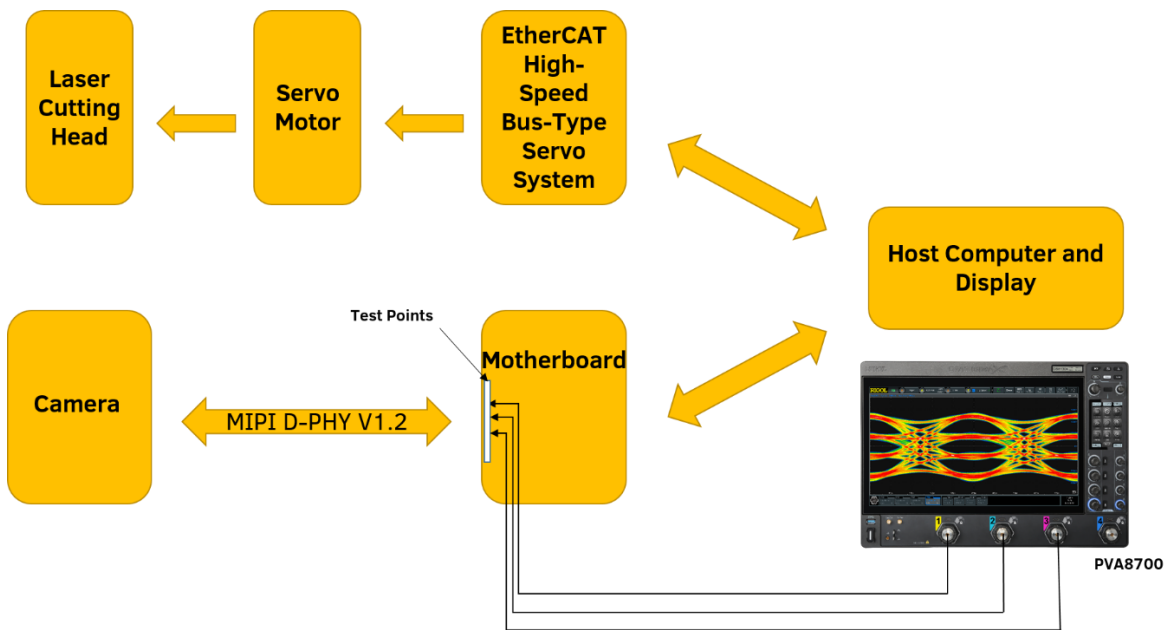 Laser
Cutting
Head
Servo
Motor
EtherCAT
High-
Speed
Bus-Type
Servo
System
Host Computer and
Display
Test Points
Motherboard
Camera
MIPI D-PHY V1.2
RIGOL
1
2
3
4
PVA8700